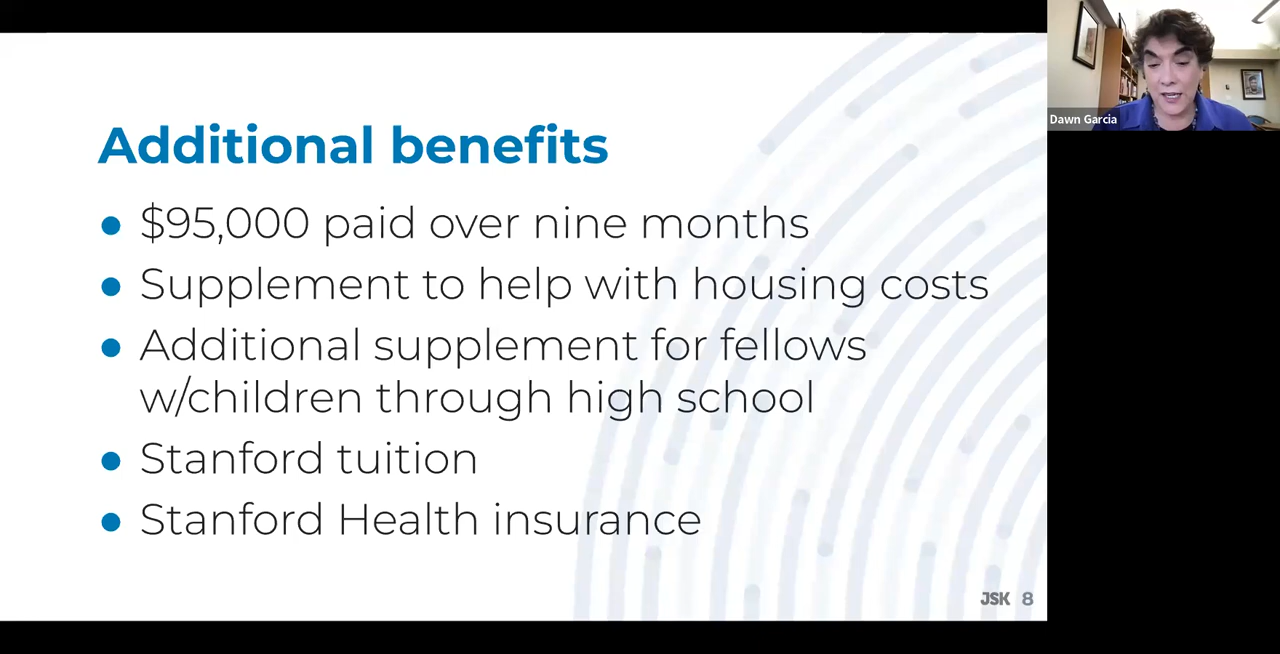 Additional benefits
● $95,000 paid over nine months
● Supplement to help with housing costs
● Additional supplement for fellows
w/children through high school
● Stanford tuition
● Stanford Health insurance
JSK 8
Dawn Garcia